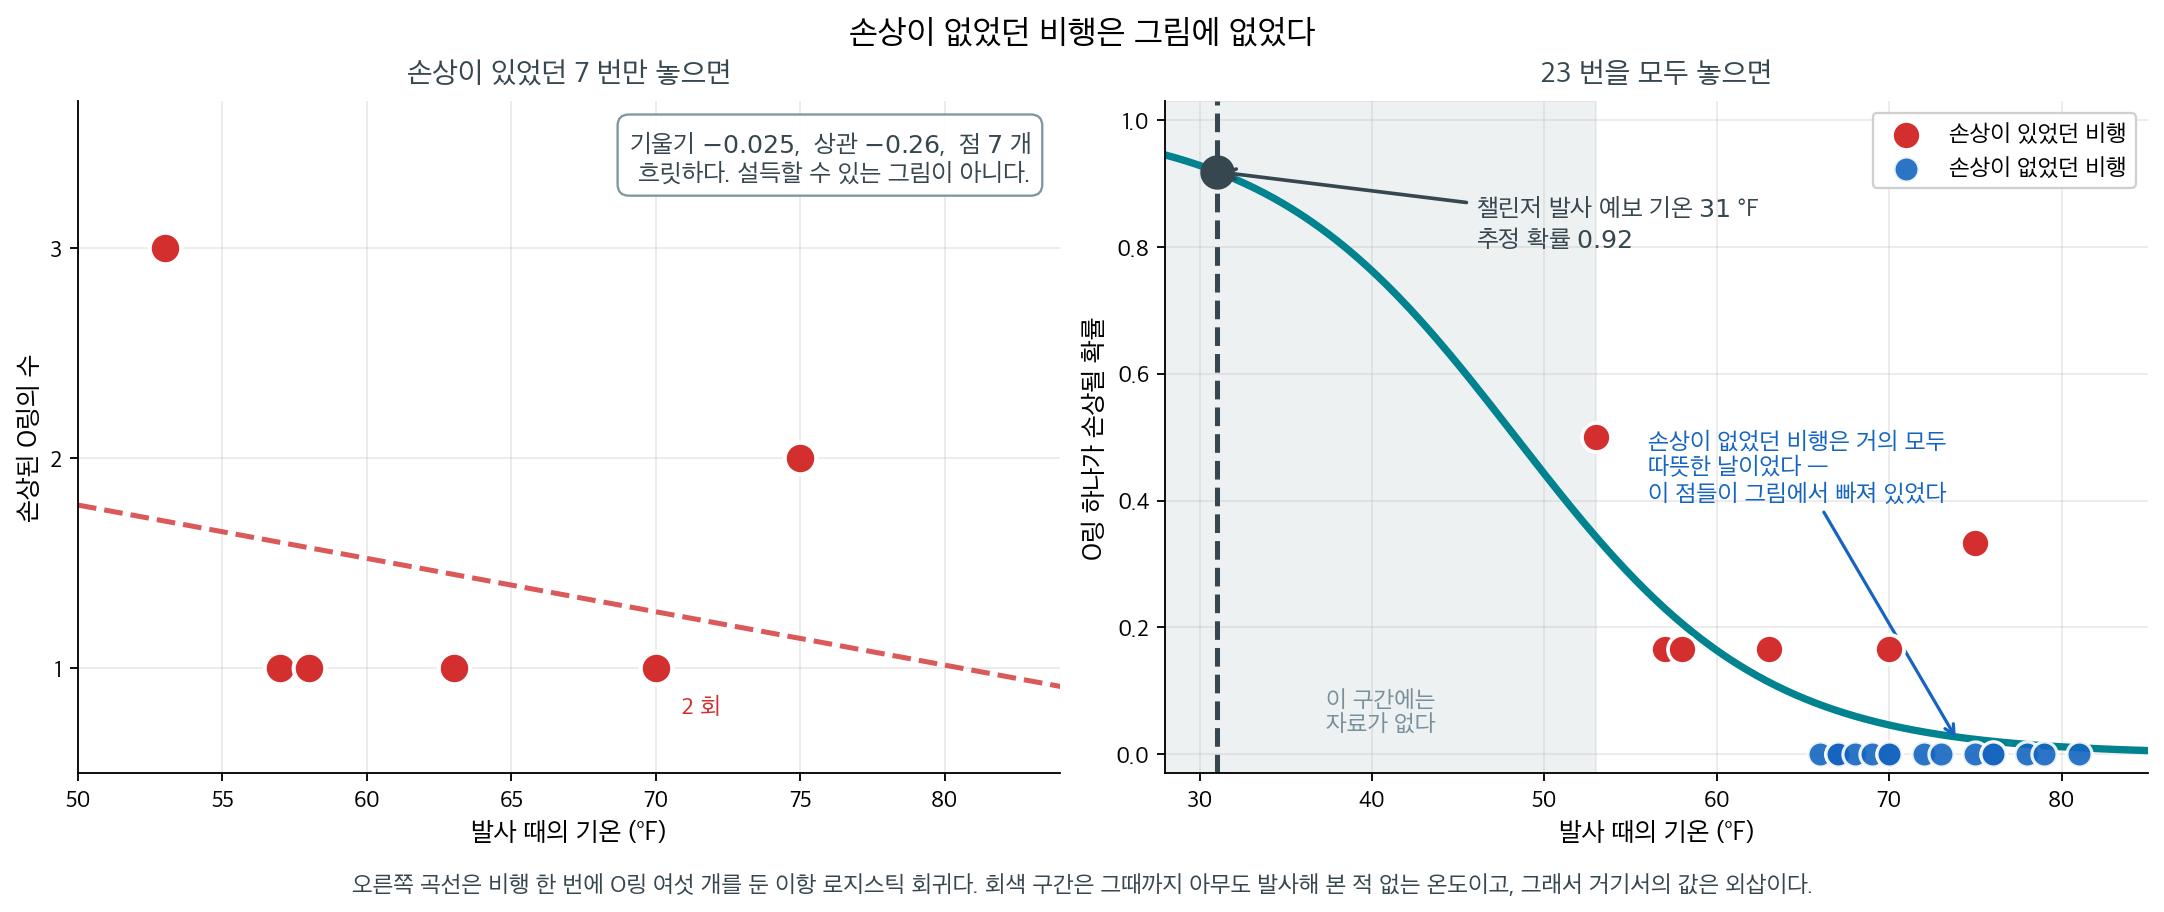 손상이 없었던 비행은 그림에 없었다
손상이 있었던 7 번만 놓으면
기울기 −0.025, 상관 −0.26, 점 7 개
흐릿하다. 설득할 수 있는 그림이 아니다.
손상된 O링의 수
3
2
1
2 회
50
55
60
65
70
75
80
발사 때의 기온 (°F)
23 번을 모두 놓으면
손상이 있었던 비행
손상이 없었던 비행
챌린저 발사 예보 기온 31 °F
추정 확률 0.92
손상이 없었던 비행은 거의 모두
따뜻한 날이었다 —
이 점들이 그림에서 빠져 있었다
이 구간에는
자료가 없다
O링 하나가 손상될 확률
1.0
0.8
0.6
0.4
0.2
0.0
30
40
50
60
70
80
발사 때의 기온 (°F)
오른쪽 곡선은 비행 한 번에 O링 여섯 개를 둔 이항 로지스틱 회귀다. 회색 구간은 그때까지 아무도 발사해 본 적 없는 온도이고, 그래서 거기서의 값은 외삽이다.